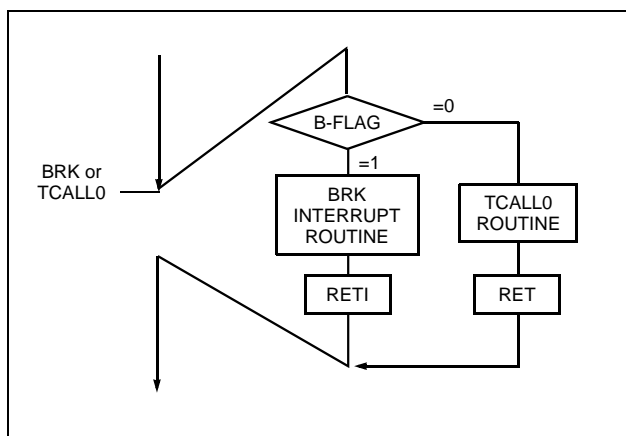 =0
B-FLAG
=1
BRK or
TCALL0
BRK
INTERRUPT
ROUTINE
TCALL0
ROUTINE
RETI
RET